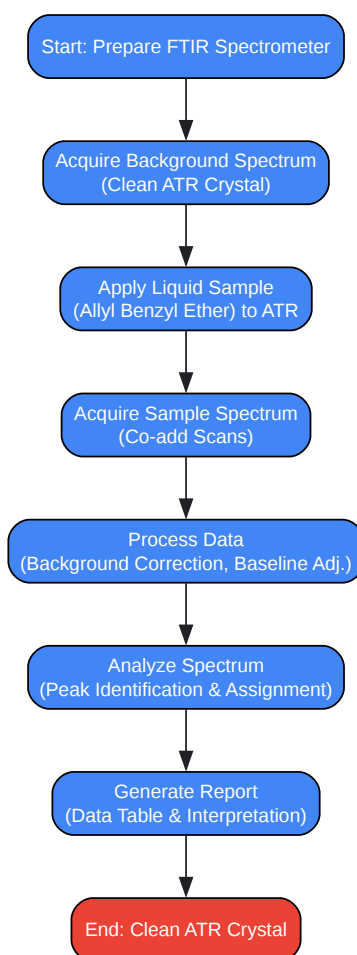 Start: Prepare FTIR Spectrometer
Acquire Background Spectrum
(Clean ATR Crystal)
Apply Liquid Sample
(Allyl Benzyl Ether) to ATR
Acquire Sample Spectrum
(Co-add Scans)
Process Data
(Background Correction, Baseline Adj.)
Analyze Spectrum
(Peak Identification & Assignment)
Generate Report
(Data Table & Interpretation)
End: Clean ATR Crystal